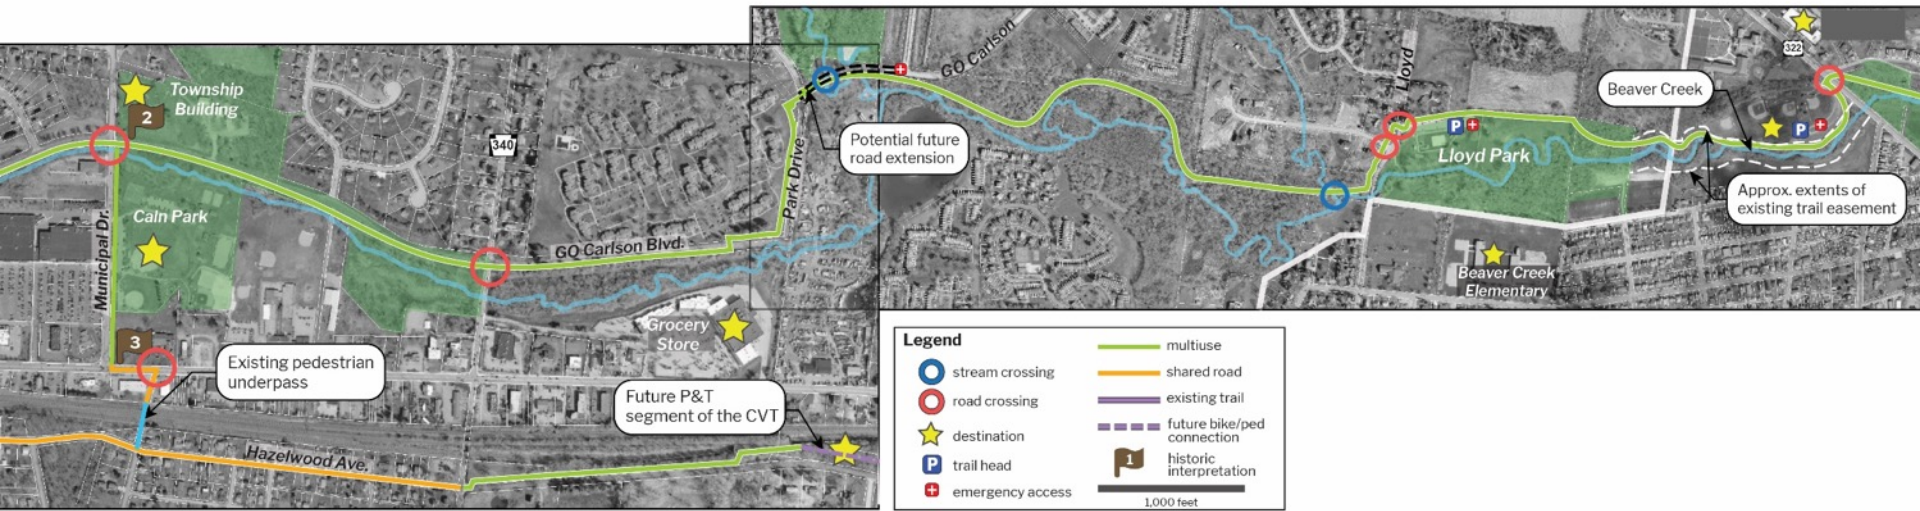 Township
Building
2
340
Caln Park
Municipal Dr.
3
GO Carlson Blvd.
Park Drive
Grocery
Store
Existing pedestrian
underpass
Future P&T
segment of the CVT
Hazelwood Ave.
GO Carlson
Potential future
road extension
Lloyd
P
Lloyd Park
Beaver Creek
322
P
Approx. extents of
existing trail easement
Beaver Creek
Elementary
Legend
stream crossing
road crossing
destination
P
trail head
emergency access
multiuse
shared road
existing trail
future bike/ped
connection
1
historic
interpretation
1,000 feet